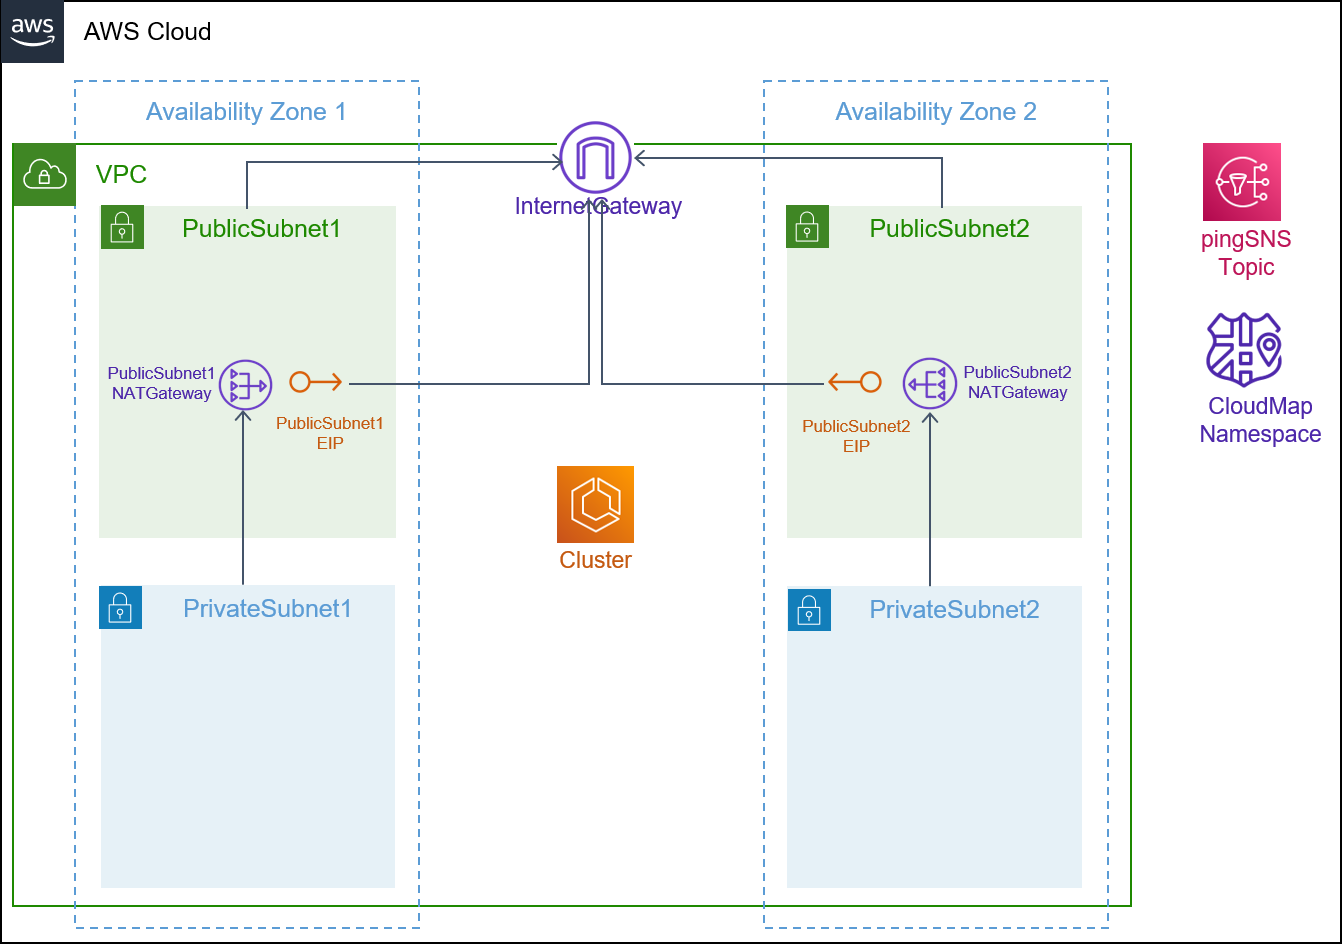 aws
AWS Cloud
Availability Zone 1
Availability Zone 2
VPC
InternetGateway
PublicSubnet1
PublicSubnet2
pingSNS
Topic
PublicSubnet1
NATGateway
PublicSubnet1
EIP
PublicSubnet2
EIP
PublicSubnet2
NATGateway
CloudMap
Namespace
Cluster
PrivateSubnet1
PrivateSubnet2